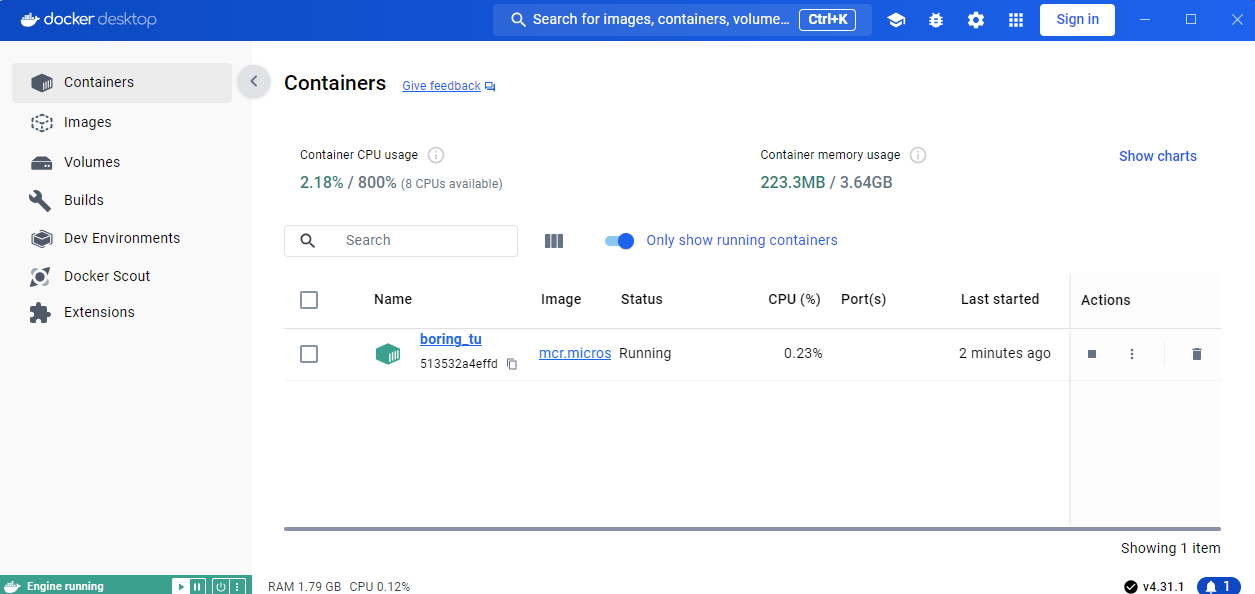 docker desktop
Search for images, containers, volume... Ctrl+K
Sign in
Containers
Images
Volumes
Builds
Dev Environments
Docker Scout
Extensions
Containers Give feedback
Container CPU usage
2.18% / 800% (8 CPUs available)
Container memory usage
223.3MB / 3.64GB
Show charts
Search
Only show running containers
Name Image Status CPU (%) Port(s) Last started Actions
boring_tu
513532a4effd
mcr.micros Running 0.23% 2 minutes ago
Showing 1 item
Engine running
RAM 1.79 GB CPU 0.12%
v4.31.1
1